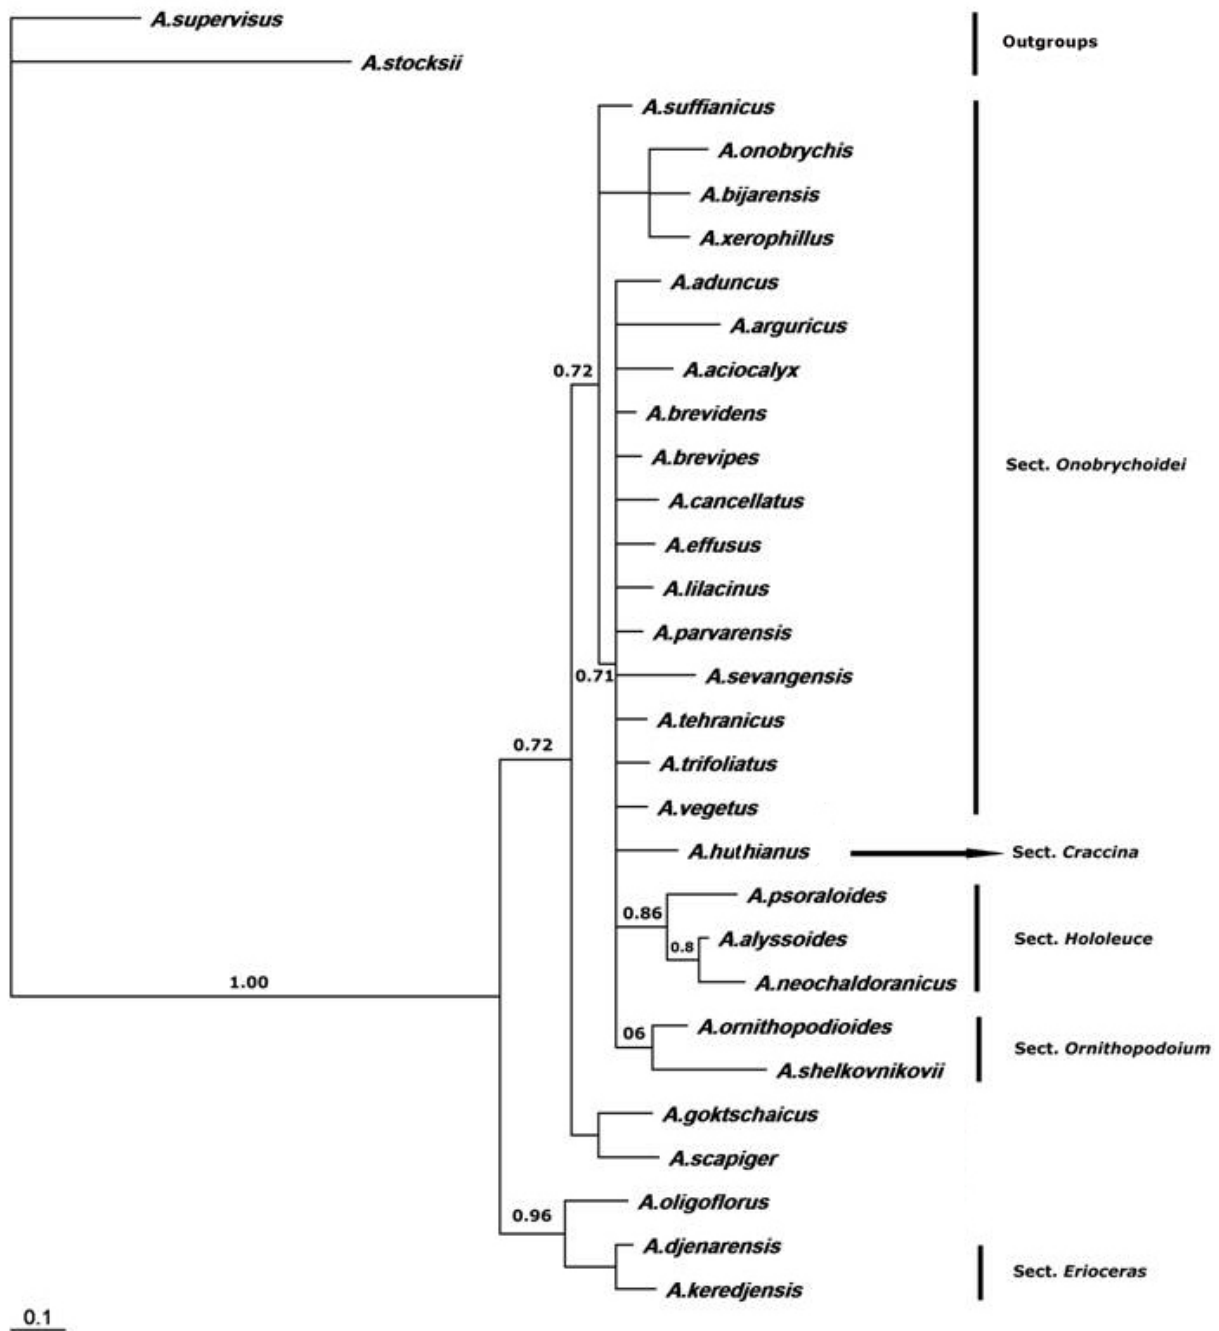 A.supervisus
Outgroups
A.stocksii
A.suffianicus
A.onobrychis
A.bijarensis
A.xerophillus
A.aduncus
A.arguricus
0.72
A.aciocalyx
A.brevidens
A.brevipes
Sect. Onobrychoidei
A.cancellatus
A.effusus
A.lilacinus
A.parvarensis
0.71
A.sevangensis
A.tehranicus
0.72
A.trifoliatus
A.vegetus
A.huthianus
Sect. Craccina
A.psoraloides
0.86
A.alyssoides
Sect. Hololeuce
0.8
A.neochaldoranicus
1.00
A.ornithopodioides
06
Sect. Ornithopodoium
A.shelkovnikovii
A.goktschaicus
A.scapiger
A.oligoflorus
0.96
A.djenarensis
Sect. Erioceras
A.keredjensis
0.1